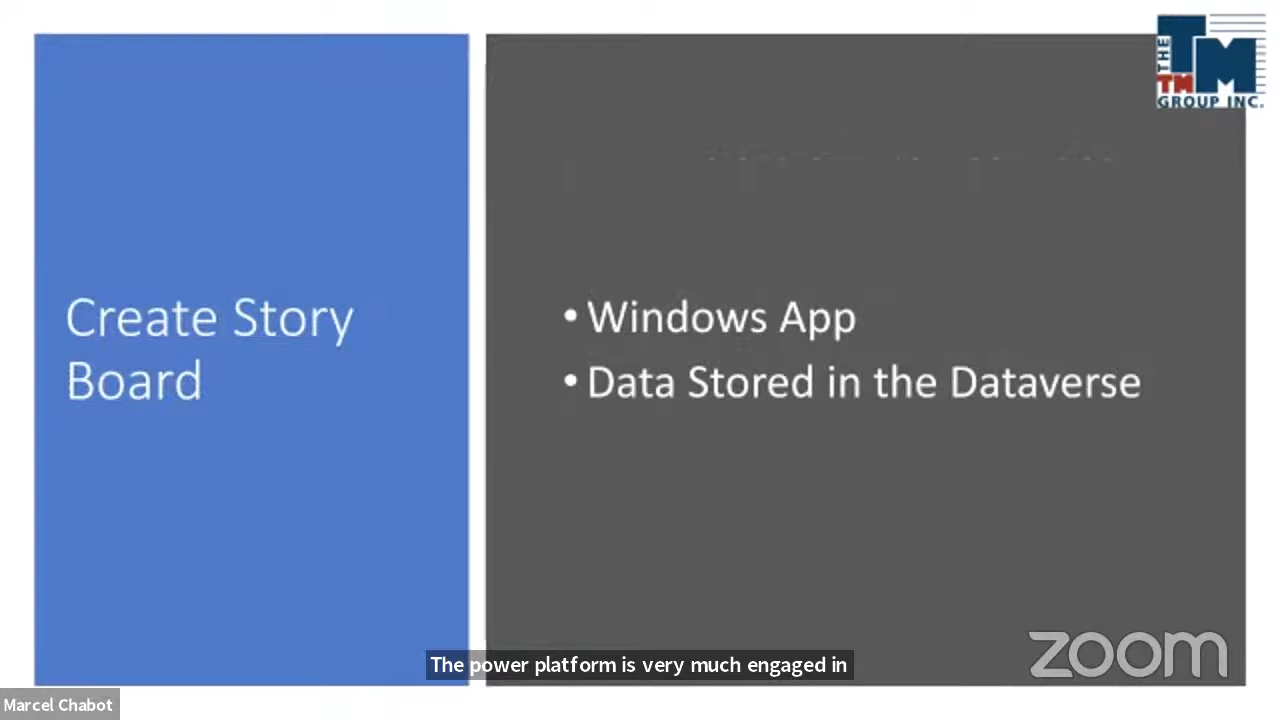 THE
TM
TM
GROUP INC.
Create Story
Board
• Windows App
• Data Stored in the Dataverse
zoom
The power platform is very much engaged in
Marcel Chabot